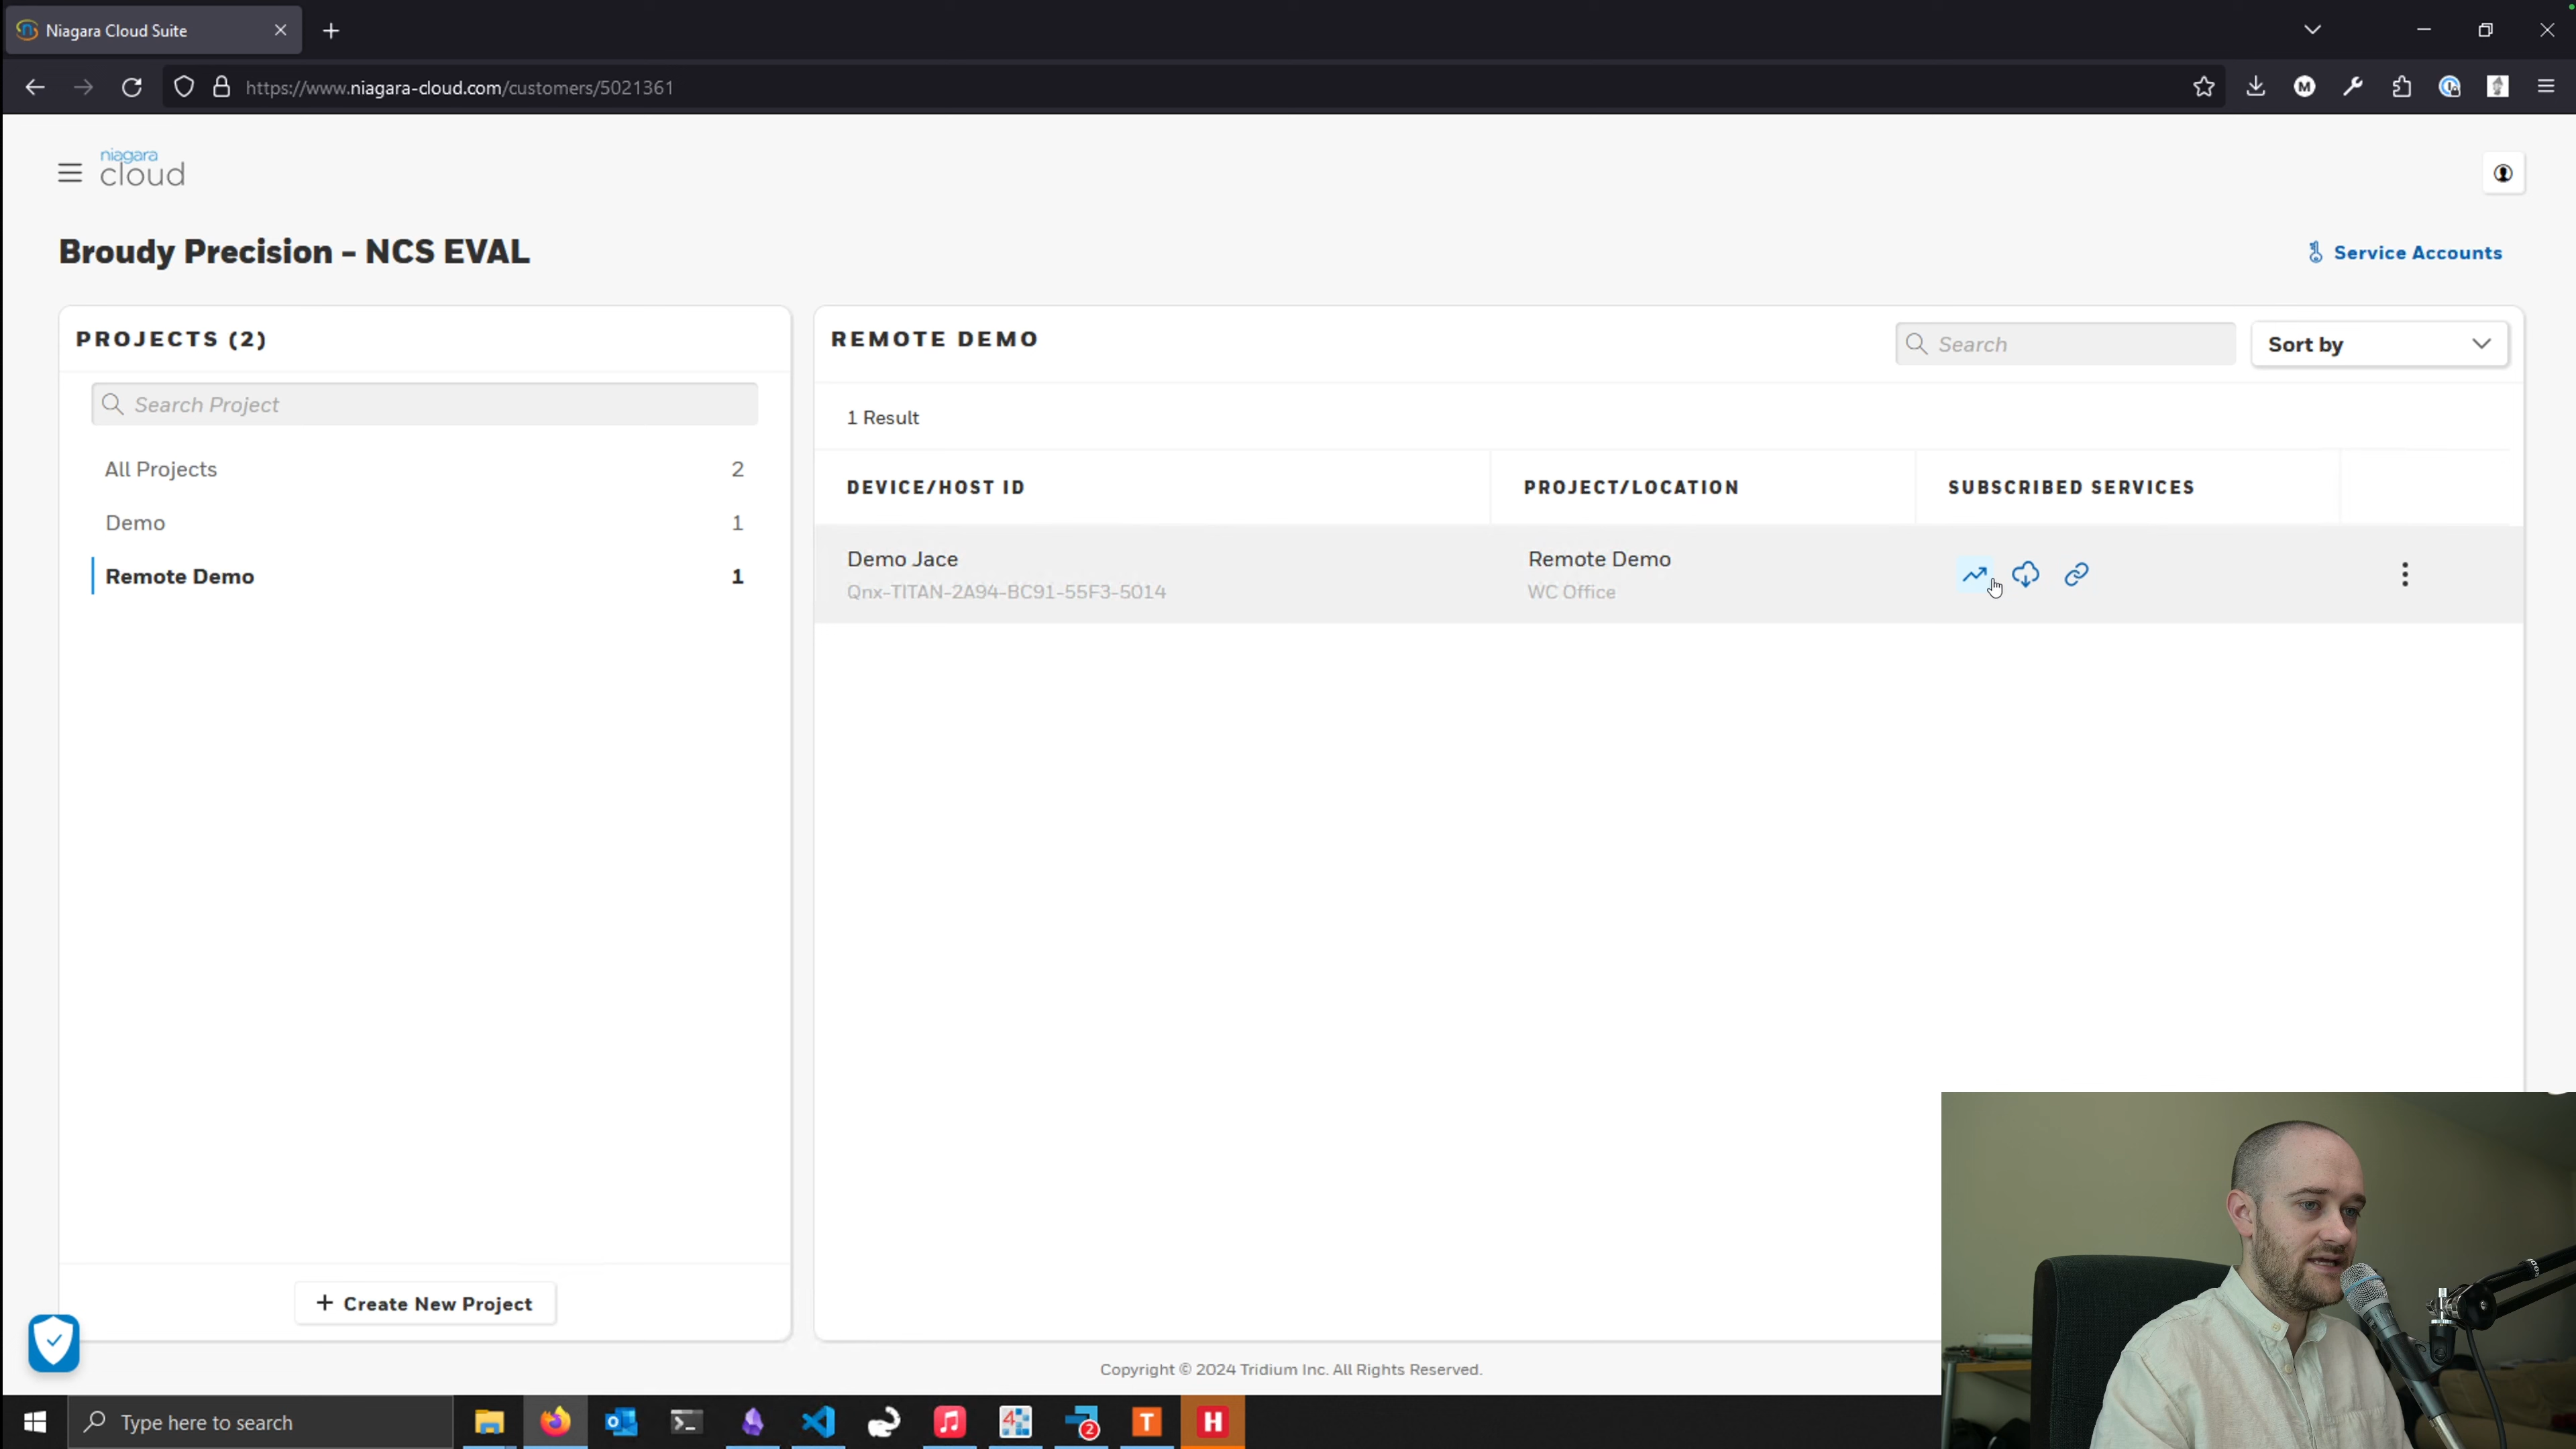 Niagara Cloud Suite
https://www.niagara-cloud.com/customers/5021361
niagara
cloud
Broudy Precision - NCS EVAL
Service Accounts
PROJECTS (2)
Search Project
All Projects 2
Demo 1
Remote Demo 1
+ Create New Project
REMOTE DEMO
Search
Sort by
1 Result
DEVICE/HOST ID PROJECT/LOCATION SUBSCRIBED SERVICES
Demo Jace Remote Demo
Qnx-TITAN-2A94-BC91-55F3-5014 WC Office
Copyright © 2024 Tridium Inc. All Rights Reserved.
Type here to search
4
2
T
H